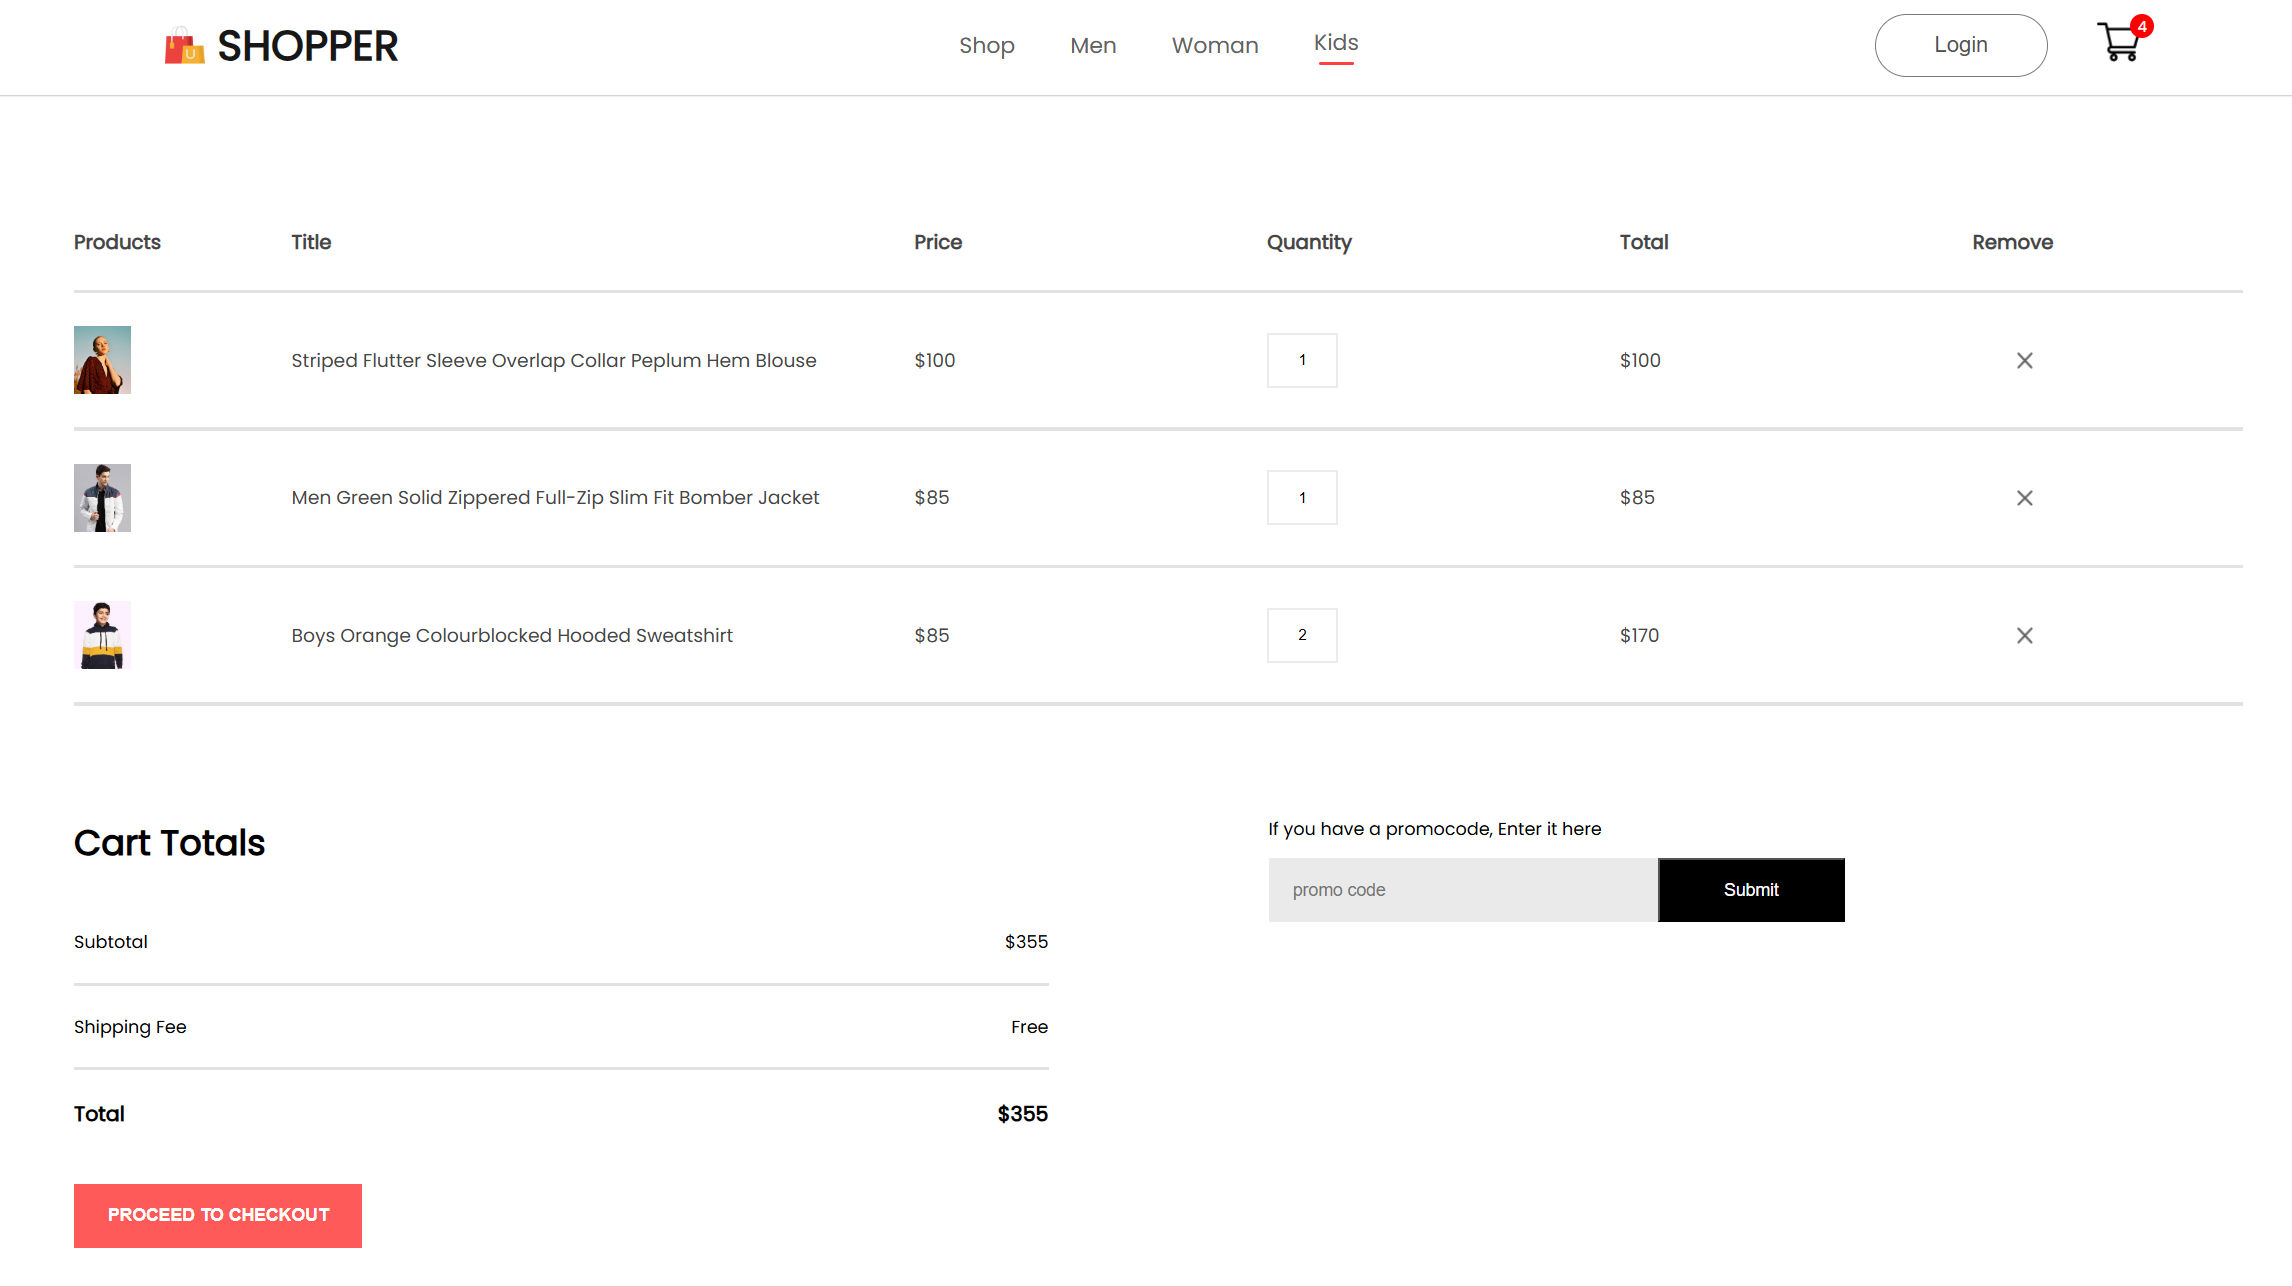 SHOPPER
Shop Men Woman Kids
Login
4
Products Title Price Quantity Total Remove
Striped Flutter Sleeve Overlap Collar Peplum Hem Blouse $100 1 $100
Men Green Solid Zippered Full-Zip Slim Fit Bomber Jacket $85 1 $85
Boys Orange Colourblocked Hooded Sweatshirt $85 2 $170
Cart Totals
Subtotal $355
Shipping Fee Free
Total $355
PROCEED TO CHECKOUT
If you have a promocode, Enter it here
promo code Submit